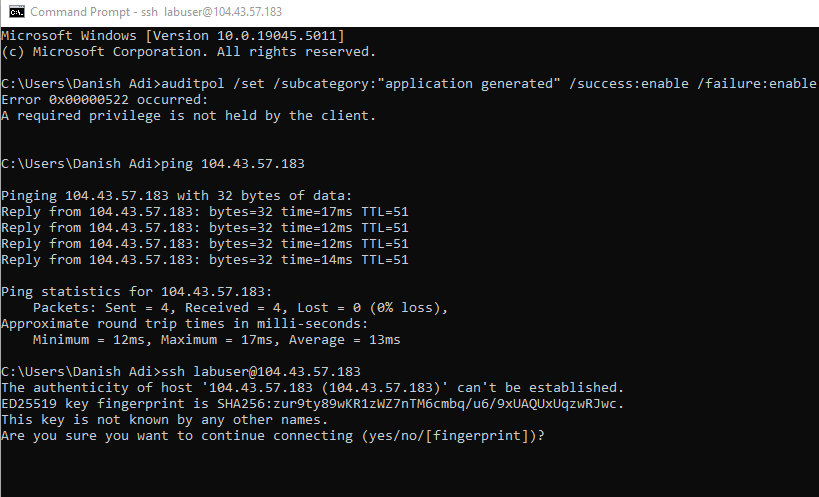 Command Prompt - ssh labuser@104.43.57.183
Microsoft Windows [Version 10.0.19045.5011]
(c) Microsoft Corporation. All rights reserved.
C:\Users\Danish Adi>auditpol /set /subcategory:"application generated" /success:enable /failure:enable
Error 0x00000522 occurred:
A required privilege is not held by the client.
C:\Users\Danish Adi>ping 104.43.57.183
Pinging 104.43.57.183 with 32 bytes of data:
Reply from 104.43.57.183: bytes=32 time=17ms TTL=51
Reply from 104.43.57.183: bytes=32 time=12ms TTL=51
Reply from 104.43.57.183: bytes=32 time=12ms TTL=51
Reply from 104.43.57.183: bytes=32 time=14ms TTL=51
Ping statistics for 104.43.57.183:
Packets: Sent = 4, Received = 4, Lost = 0 (0% loss),
Approximate round trip times in milli-seconds:
Minimum = 12ms, Maximum = 17ms, Average = 13ms
C:\Users\Danish Adi>ssh labuser@104.43.57.183
The authenticity of host '104.43.57.183 (104.43.57.183)' can't be established.
ED25519 key fingerprint is SHA256:zur9ty89wKR1zWZ7nTM6cmbq/u6/9xUAQUxUqzwRJwc.
This key is not known by any other names.
Are you sure you want to continue connecting (yes/no/[fingerprint])?